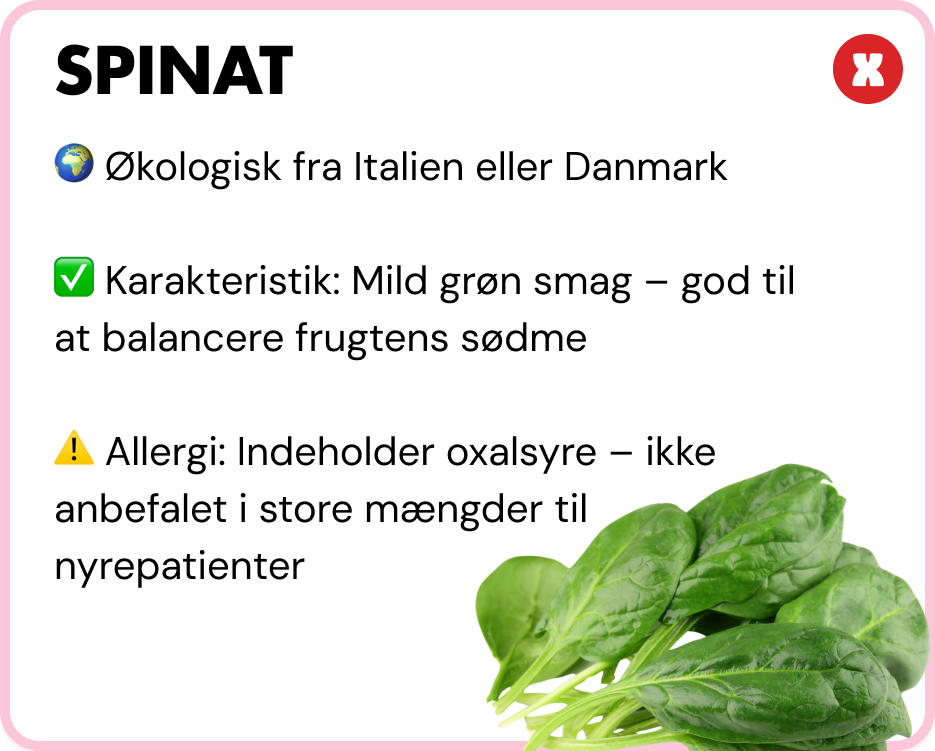 SPINAT
X
🌍 Økologisk fra Italien eller Danmark
✅ Karakteristik: Mild grøn smag – god til
at balancere frugtens sødme
⚠️ Allergi: Indeholder oxalsyre – ikke
anbefalet i store mængder til
nyrepatienter